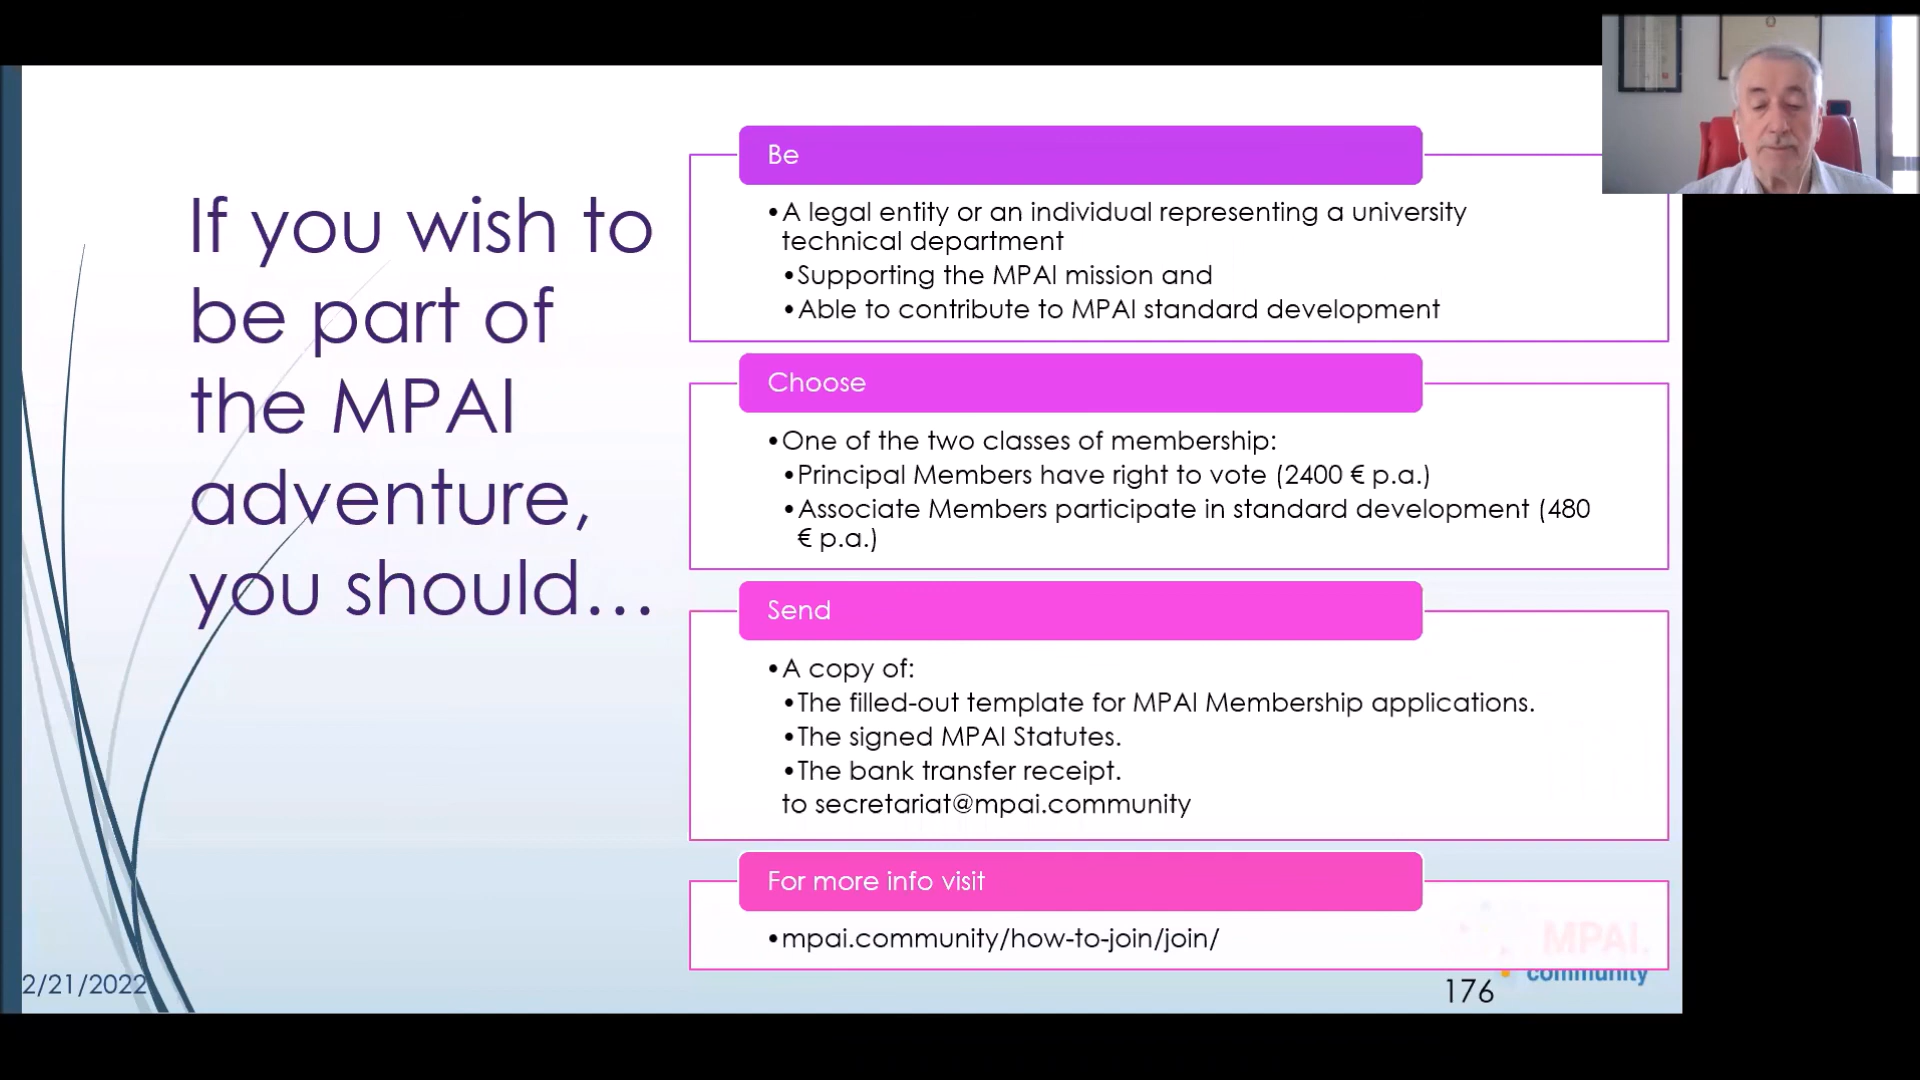 If you wish to
be part of
the MPAI
adventure,
you should…
Be
•A legal entity or an individual representing a university
technical department
•Supporting the MPAI mission and
•Able to contribute to MPAI standard development
Choose
•One of the two classes of membership:
•Principal Members have right to vote (2400 € p.a.)
•Associate Members participate in standard development (480
€ p.a.)
Send
•A copy of:
•The filled-out template for MPAI Membership applications.
•The signed MPAI Statutes.
•The bank transfer receipt.
to secretariat@mpai.community
For more info visit
•mpai.community/how-to-join/join/
MPAI.
community
2/21/2022
176